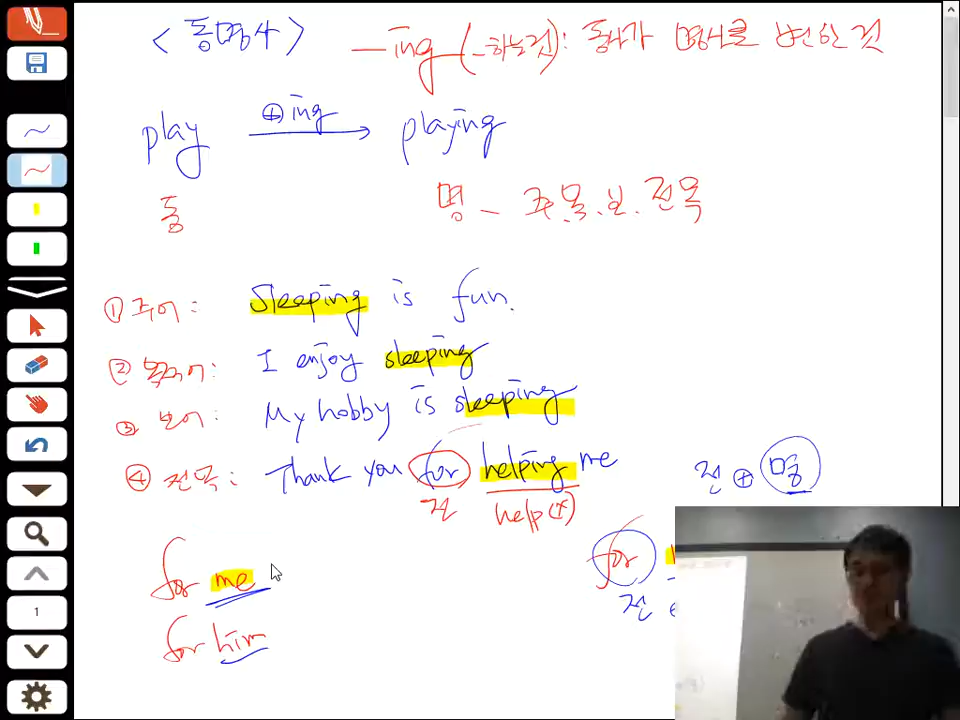 <동명사> —ing (-하는것): 동사가 명사로 변한 것
play ⊕ing → playing
동 명 – 주.목.보.전목
① 주어: Sleeping is fun.
② 목적어: I enjoy sleeping
③ 보어: My hobby is sleeping
④ 전목: Thank you for helping me 전 ⊕ 명
전 help(x)
for me for
전
for him
1